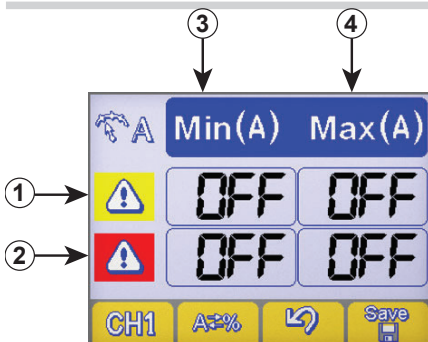 3 4
A Min(A) Max(A)
1 OFF OFF
2 OFF OFF
CH1 A⇄% Save